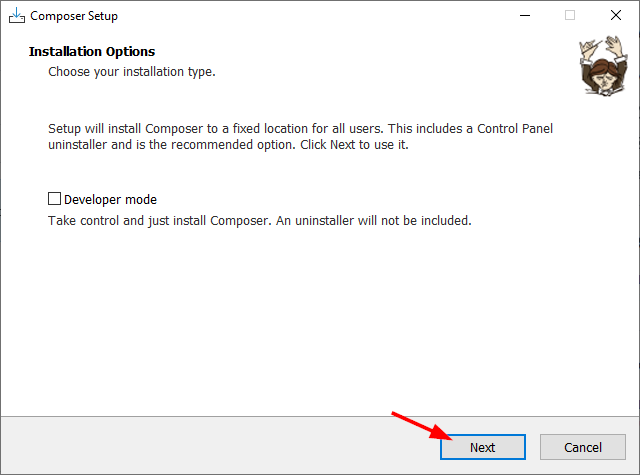 Composer Setup
Installation Options
Choose your installation type.
Setup will install Composer to a fixed location for all users. This includes a Control Panel
uninstaller and is the recommended option. Click Next to use it.
Developer mode
Take control and just install Composer. An uninstaller will not be included.
Next
Cancel